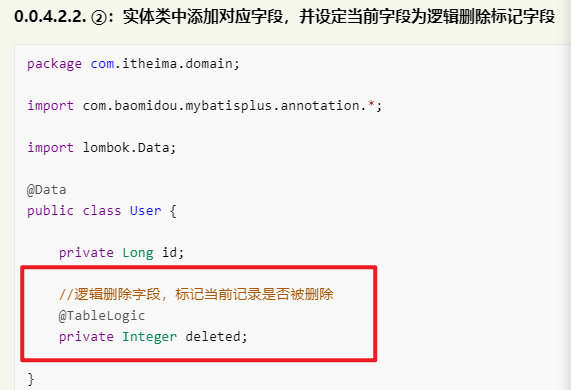 0.0.4.2.2. ②：实体类中添加对应字段，并设定当前字段为逻辑删除标记字段
package com.itheima.domain;
import com.baomidou.mybatisplus.annotation.*;
import lombok.Data;
@Data
public class User {
private Long id;
//逻辑删除字段，标记当前记录是否被删除
@TableLogic
private Integer deleted;
}